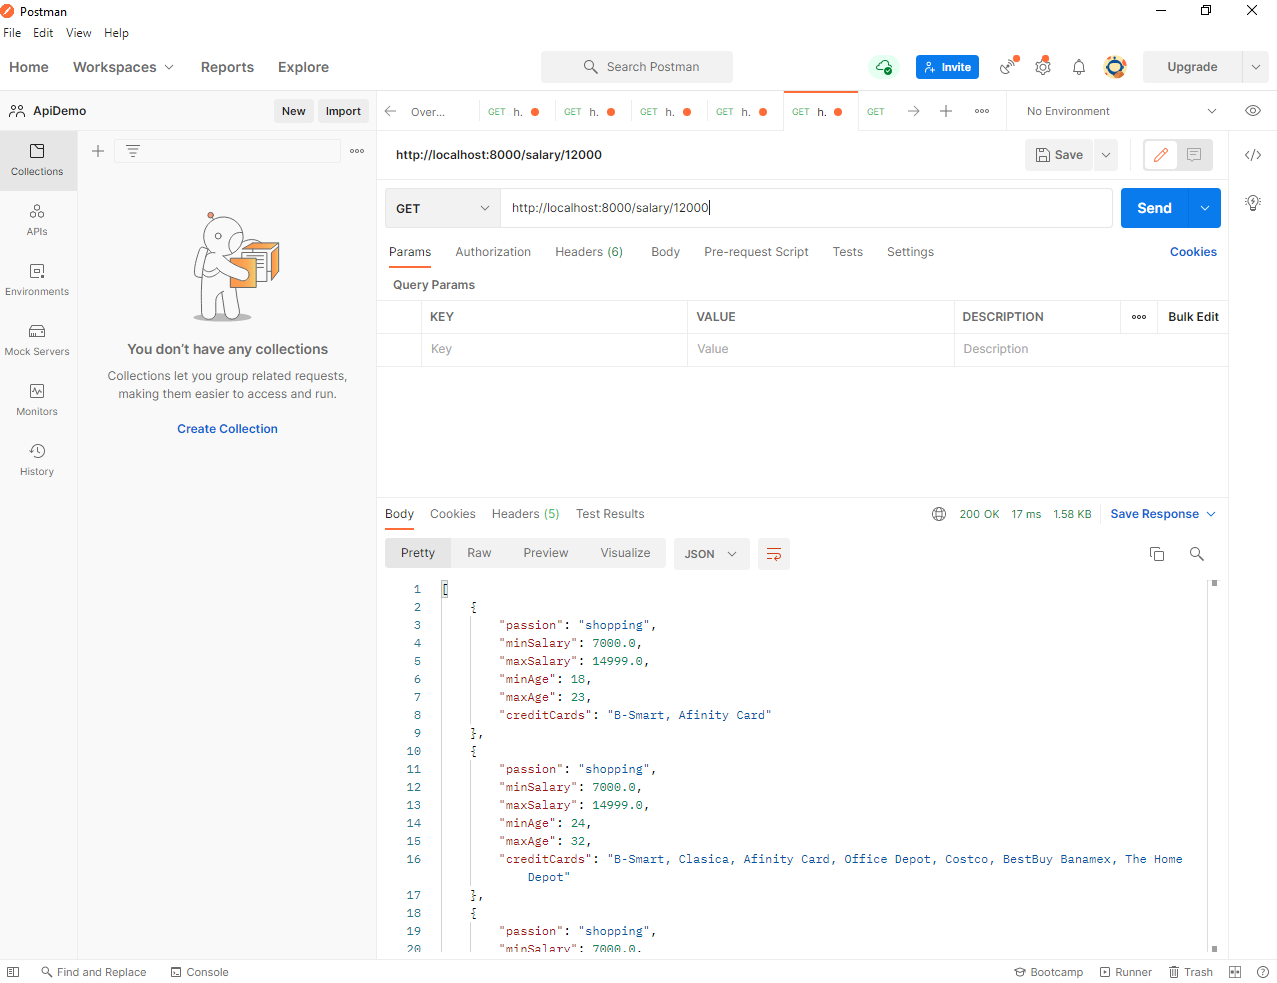 Postman
File Edit View Help
Home Workspaces Reports Explore Search Postman Invite Upgrade
ApiDemo New Import Over... GET h. GET h. GET h. GET h. GET h. GET No Environment
Collections
http://localhost:8000/salary/12000 Save
APIs
GET http://localhost:8000/salary/12000 Send
Params Authorization Headers (6) Body Pre-request Script Tests Settings Cookies
Environments
Query Params
KEY VALUE DESCRIPTION Bulk Edit
Key Value Description
Mock Servers
Monitors
History
You don't have any collections
Collections let you group related requests,
making them easier to access and run.
Create Collection
Body Cookies Headers (5) Test Results 200 OK 17 ms 1.58 KB Save Response
Pretty Raw Preview Visualize JSON
1 [
2 {
3 "passion": "shopping",
4 "minSalary": 7000.0,
5 "maxSalary": 14999.0,
6 "minAge": 18,
7 "maxAge": 23,
8 "creditCards": "B-Smart, Afinity Card"
9 },
10 {
11 "passion": "shopping",
12 "minSalary": 7000.0,
13 "maxSalary": 14999.0,
14 "minAge": 24,
15 "maxAge": 32,
16 "creditCards": "B-Smart, Clasica, Afinity Card, Office Depot, Costco, BestBuy Banamex, The Home
Depot"
17 },
18 {
19 "passion": "shopping",
20 "minSalary": 7000.0,
Find and Replace Console Bootcamp Runner Trash